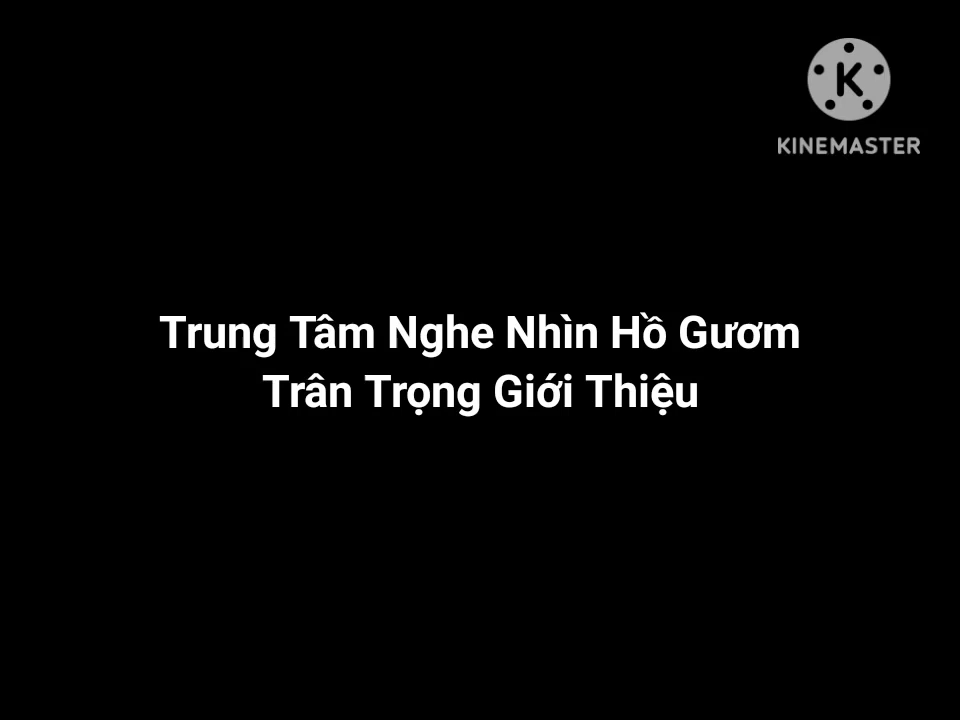 KINEMASTER
Trung Tâm Nghe Nhìn Hồ Gươm
Trân Trọng Giới Thiệu